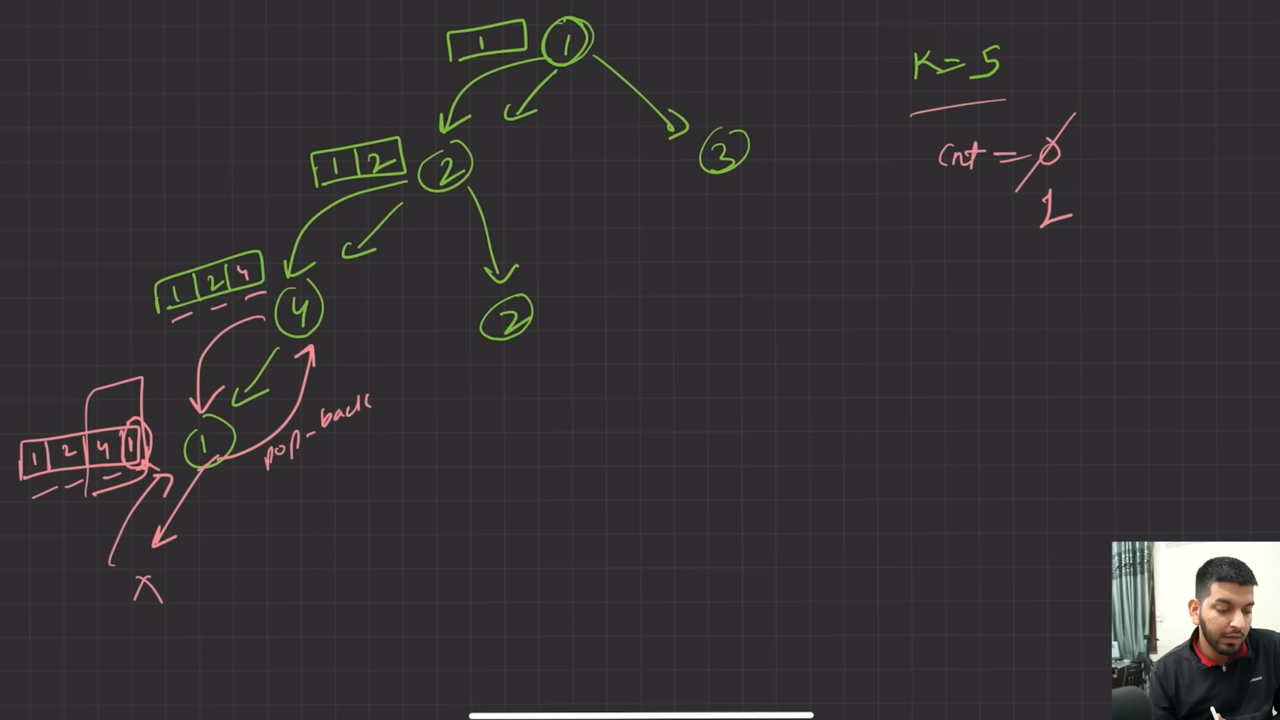 1 1
K=5
1 2 2
3
cnt = 0
1
1 2 4
4
2
1 2 4 1 1
pop-back
X